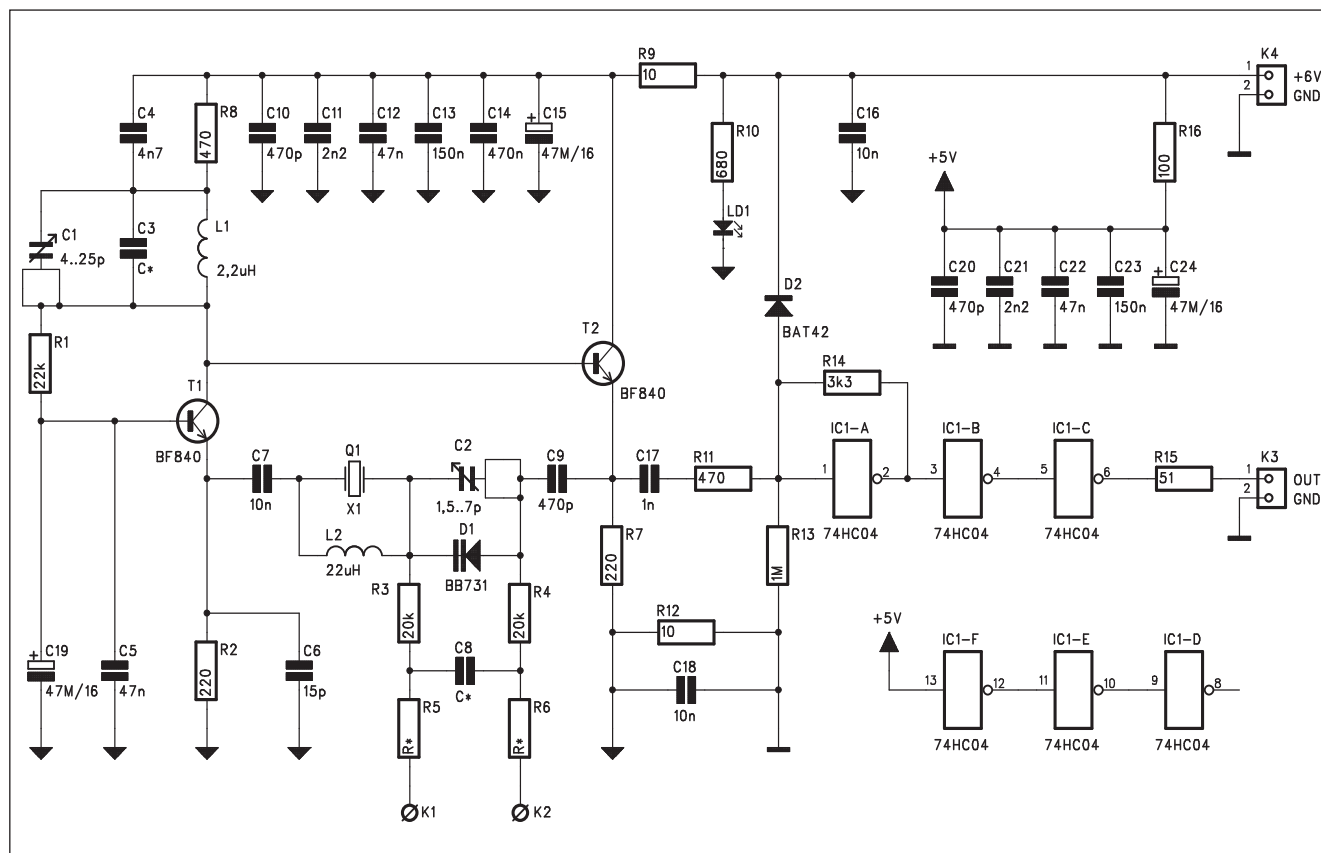 R9
10
K4
1
+6V
2
GND
C4
4n7
R8
470
C10
470p
C11
2n2
C12
47n
C13
150n
C14
470n
+
C15
47M/16
R10
680
C16
10n
R16
100
+5V
LD1
C1
4..25p
C3
C*
L1
2,2uH
C20
470p
C21
2n2
C22
47n
C23
150n
+
C24
47M/16
D2
BAT42
R1
22k
T2
BF840
R14
3k3
T1
BF840
C7
10n
Q1
X1
C2
1,5..7p
C9
470p
C17
1n
R11
470
IC1-A
1
2
74HC04
IC1-B
3
4
74HC04
IC1-C
5
6
74HC04
R15
51
K3
1
OUT
2
GND
L2
22uH
D1
BB731
R7
220
R13
1M
R3
20k
R4
20k
R12
10
+5V
IC1-F
13
12
74HC04
IC1-E
11
10
74HC04
IC1-D
9
8
74HC04
+
C19
47M/16
C5
47n
R2
220
C6
15p
C8
C*
C18
10n
R5
R*
R6
R*
K1
K2